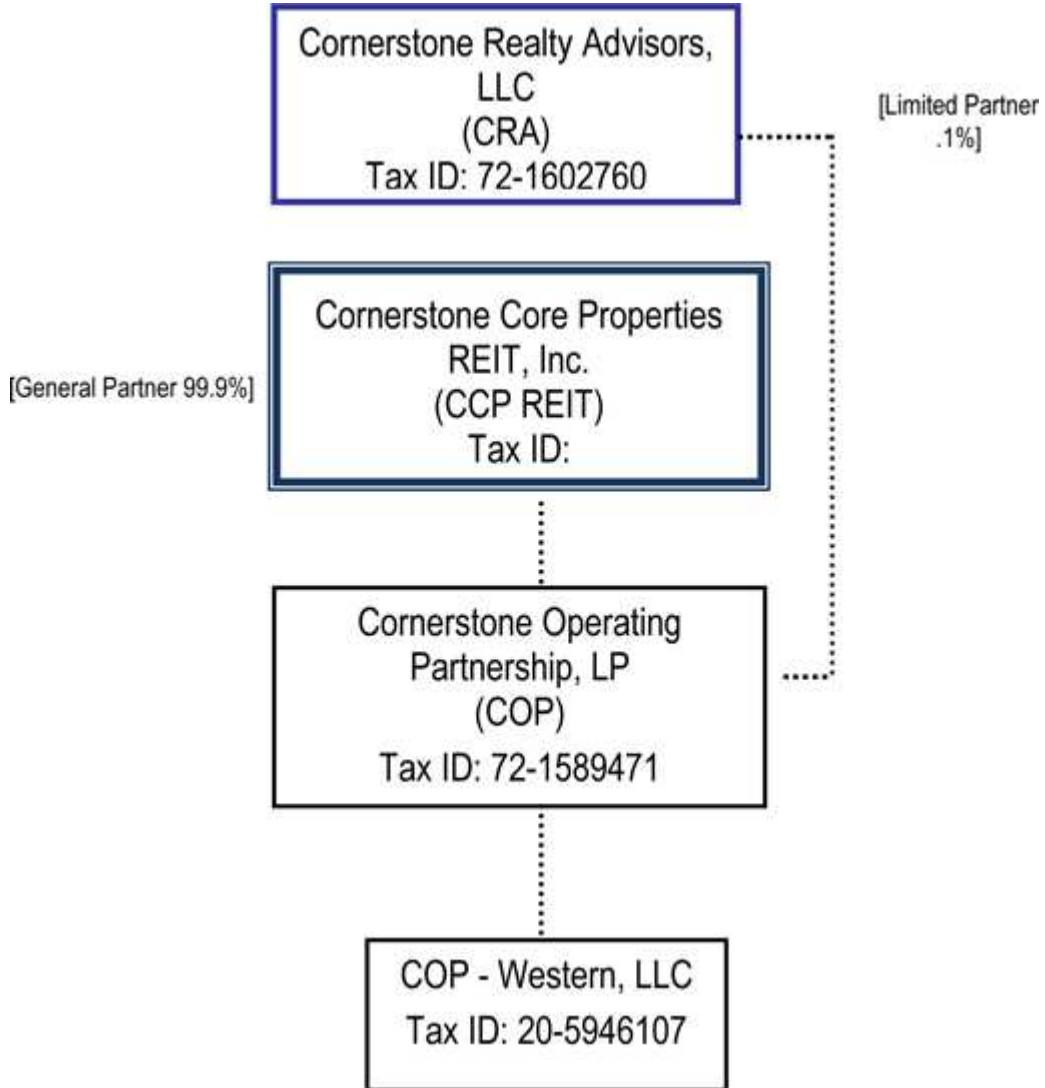 Cornerstone Realty Advisors,
LLC
(CRA)
Tax ID: 72-1602760
[Limited Partner
.1%]
Cornerstone Core Properties
REIT, Inc.
(CCP REIT)
Tax ID:
[General Partner 99.9%]
Cornerstone Operating
Partnership, LP
(COP)
Tax ID: 72-1589471
COP - Western, LLC
Tax ID: 20-5946107